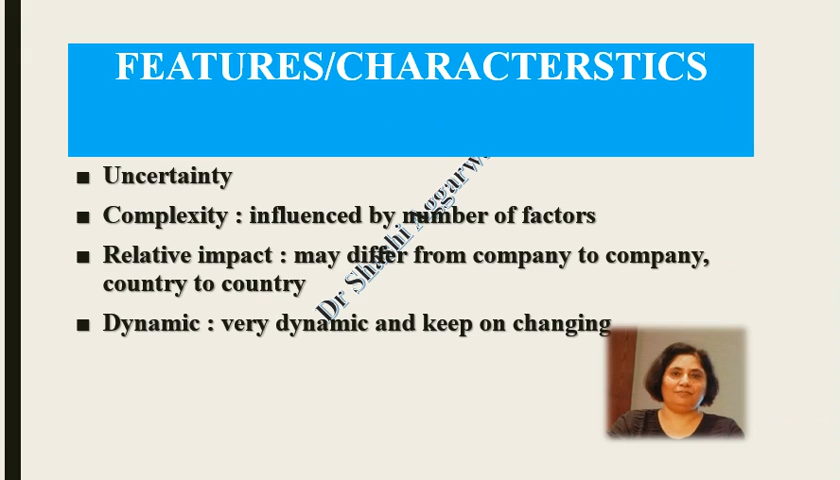 FEATURES/CHARACTERSTICS
■ Uncertainty
■ Complexity : influenced by number of factors
■ Relative impact : may differ from company to company,
country to country
■ Dynamic : very dynamic and keep on changing
Dr Shashi